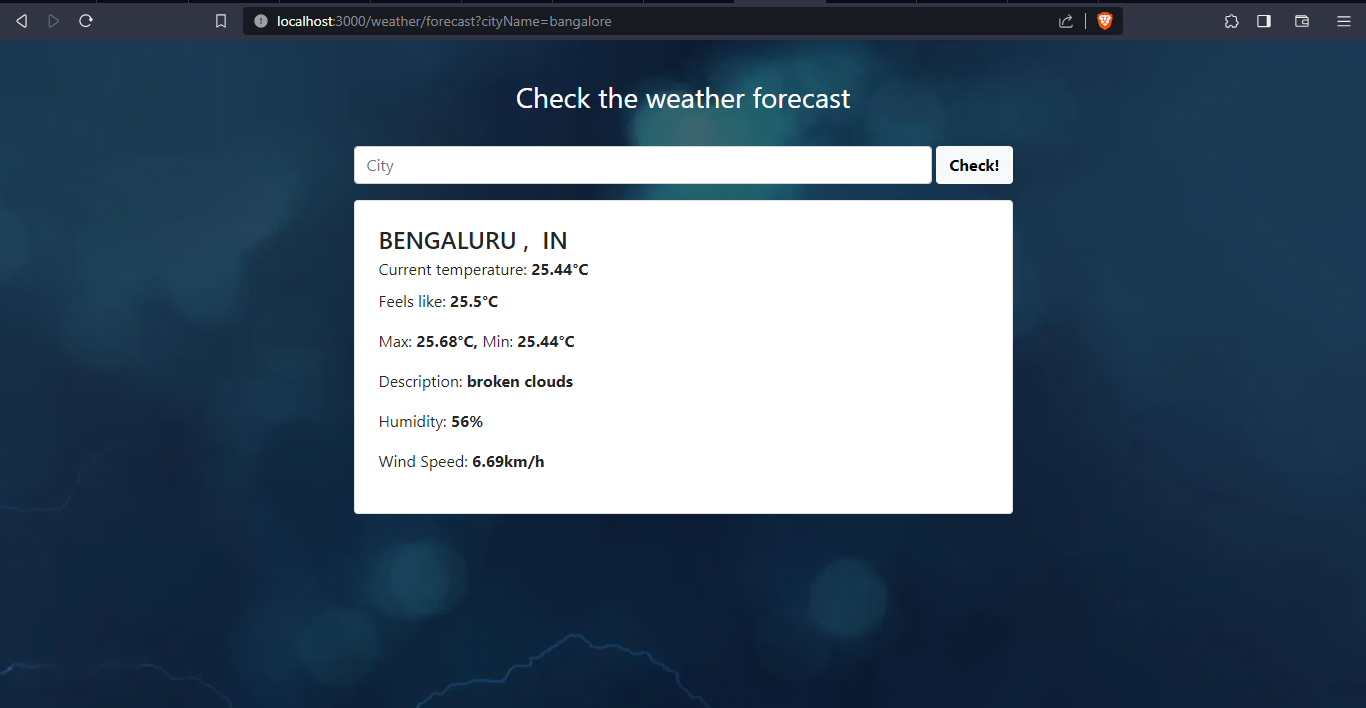 localhost:3000/weather/forecast?cityName=bangalore
Check the weather forecast
City
Check!
BENGALURU , IN
Current temperature: 25.44°C
Feels like: 25.5°C
Max: 25.68°C, Min: 25.44°C
Description: broken clouds
Humidity: 56%
Wind Speed: 6.69km/h